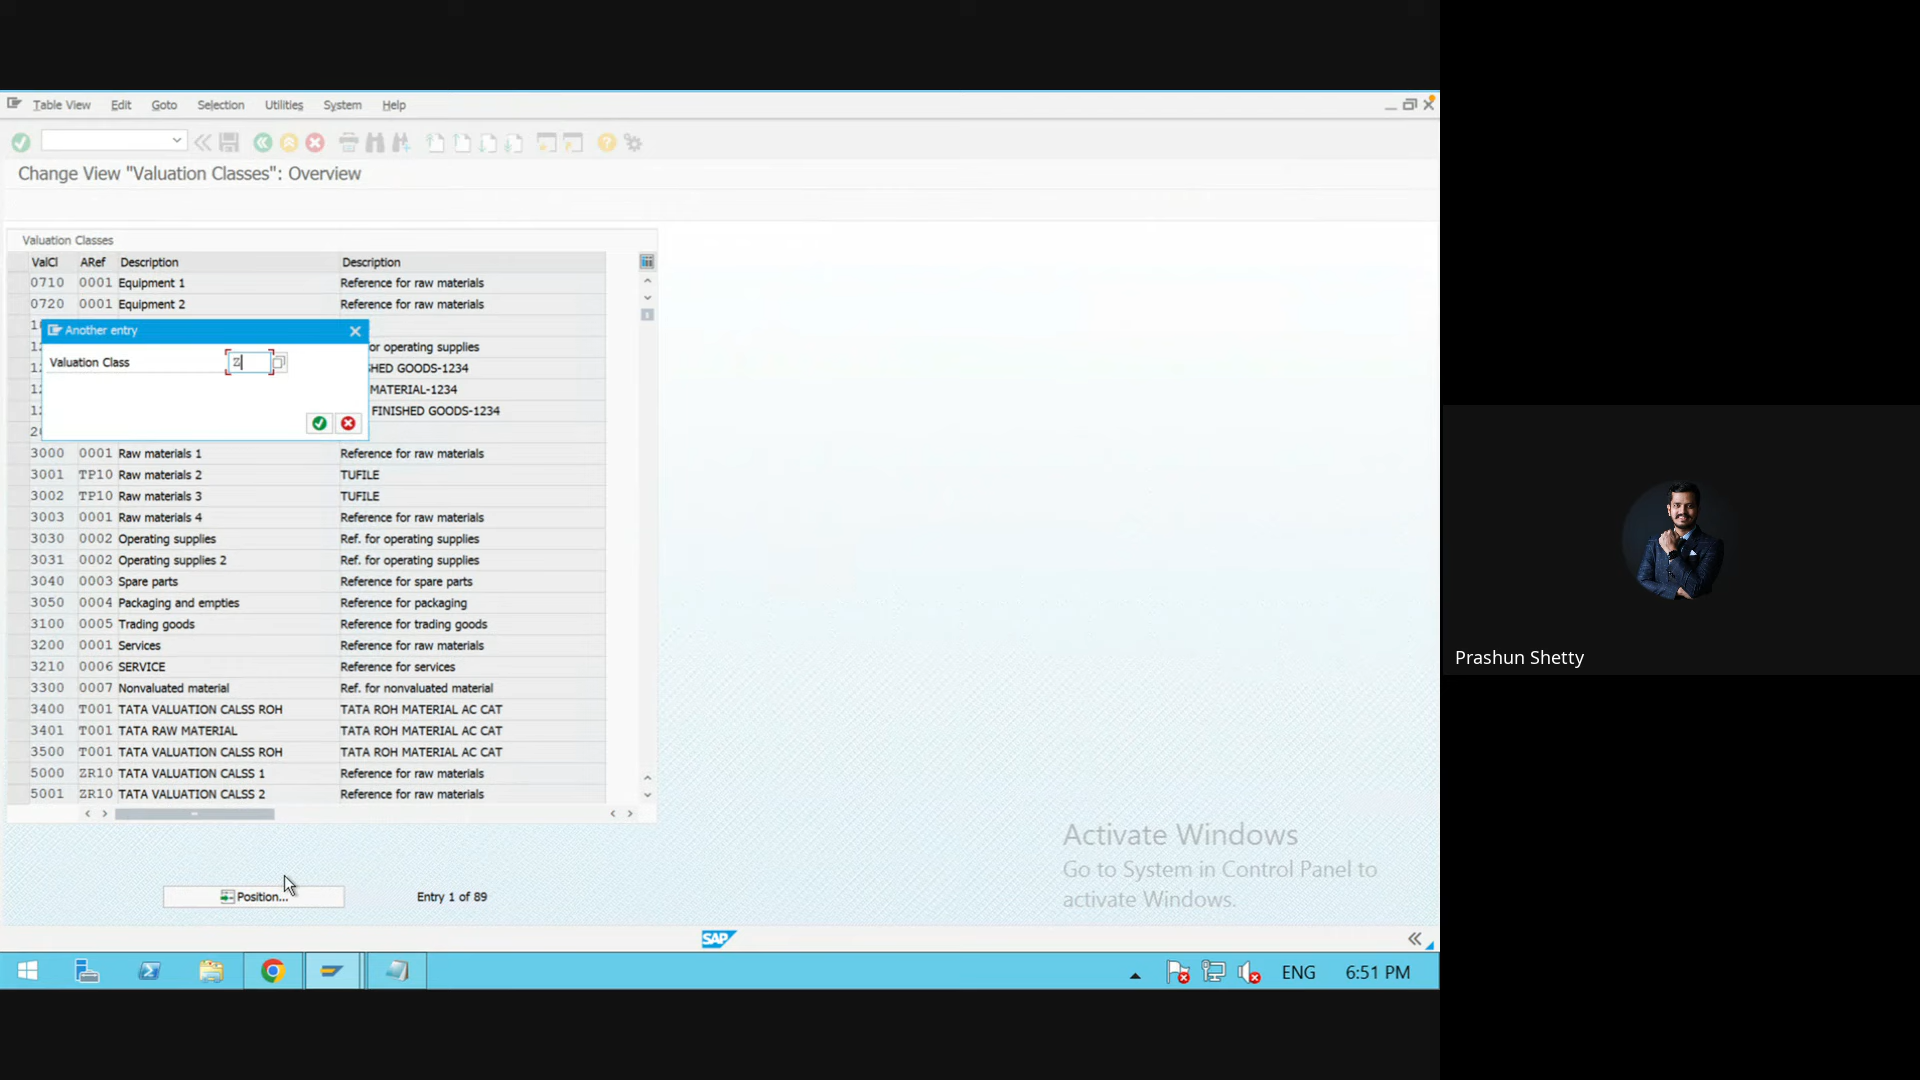 Table View Edit Goto Selection Utilities System Help
Change View "Valuation Classes": Overview
Valuation Classes
ValCl ARef Description Description
0710 0001 Equipment 1 Reference for raw materials
0720 0001 Equipment 2 Reference for raw materials
Another entry
or operating supplies
Valuation Class Z
HED GOODS-1234
MATERIAL-1234
FINISHED GOODS-1234
3000 0001 Raw materials 1 Reference for raw materials
3001 TP10 Raw materials 2 TUFILE
3002 TP10 Raw materials 3 TUFILE
3003 0001 Raw materials 4 Reference for raw materials
3030 0002 Operating supplies Ref. for operating supplies
3031 0002 Operating supplies 2 Ref. for operating supplies
3040 0003 Spare parts Reference for spare parts
3050 0004 Packaging and empties Reference for packaging
3100 0005 Trading goods Reference for trading goods
3200 0001 Services Reference for raw materials
3210 0006 SERVICE Reference for services
3300 0007 Nonvaluated material Ref. for nonvaluated material
3400 T001 TATA VALUATION CALSS ROH TATA ROH MATERIAL AC CAT
3401 T001 TATA RAW MATERIAL TATA ROH MATERIAL AC CAT
3500 T001 TATA VALUATION CALSS ROH TATA ROH MATERIAL AC CAT
5000 ZR10 TATA VALUATION CALSS 1 Reference for raw materials
5001 ZR10 TATA VALUATION CALSS 2 Reference for raw materials
Position... Entry 1 of 89
Activate Windows
Go to System in Control Panel to
activate Windows.
SAP
ENG 6:51 PM
Prashun Shetty